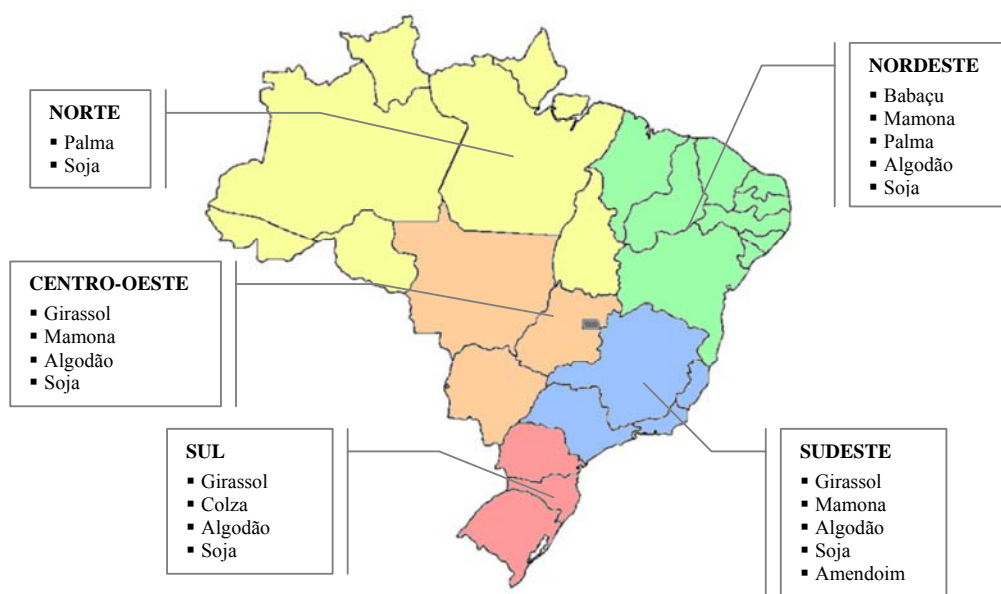 NORTE
▪ Palma
▪ Soja
NORDESTE
▪ Babaçu
▪ Mamona
▪ Palma
▪ Algodão
▪ Soja
CENTRO-OESTE
▪ Girassol
▪ Mamona
▪ Algodão
▪ Soja
SUL
▪ Girassol
▪ Colza
▪ Algodão
▪ Soja
SUDESTE
▪ Girassol
▪ Mamona
▪ Algodão
▪ Soja
▪ Amendoim